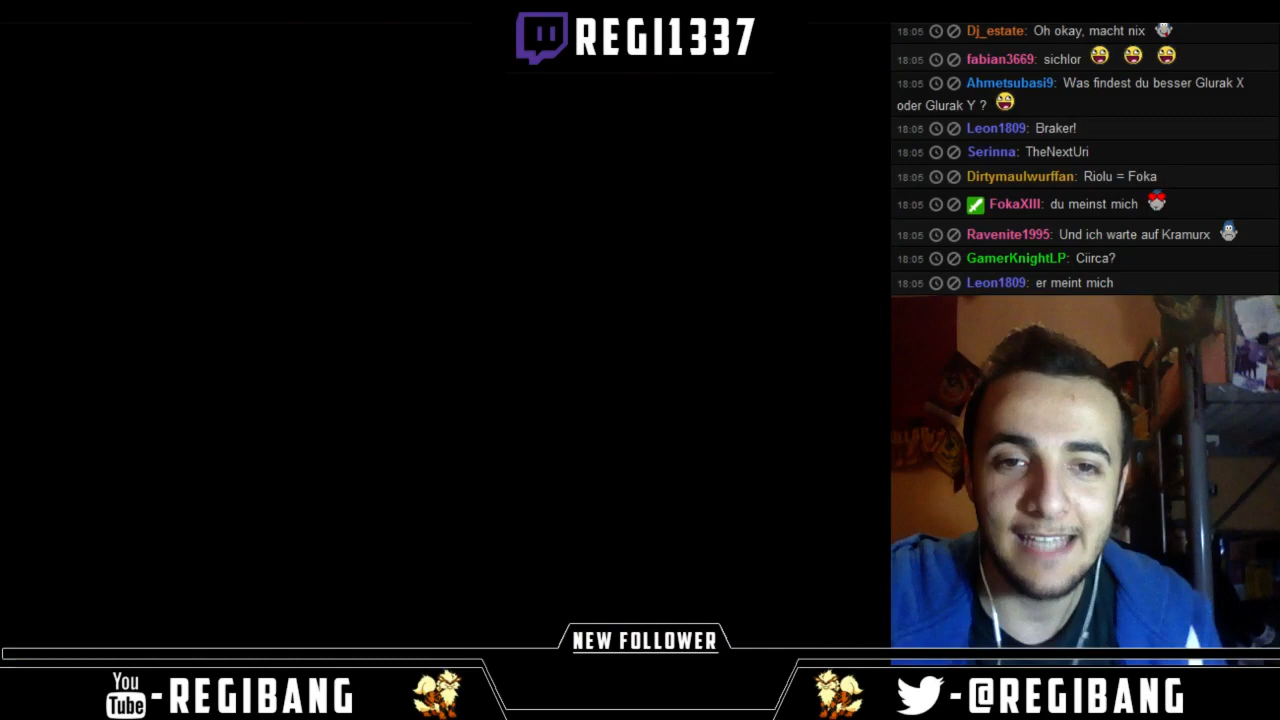 REGI1337
18:05 Dj_estate: Oh okay, macht nix
18:05 fabian3669: sichlor
18:05 Ahmetsubasi9: Was findest du besser Glurak X
oder Glurak Y ?
18:05 Leon1809: Braker!
18:05 Serinna: TheNextUri
18:05 Dirtymaulwurffan: Riolu = Foka
18:05 FokaXIII: du meinst mich
18:05 Ravenite1995: Und ich warte auf Kramurx
18:05 GamerKnightLP: Ciirca?
18:05 Leon1809: er meint mich
NEW FOLLOWER
You
Tube -REGIBANG
-@REGIBANG